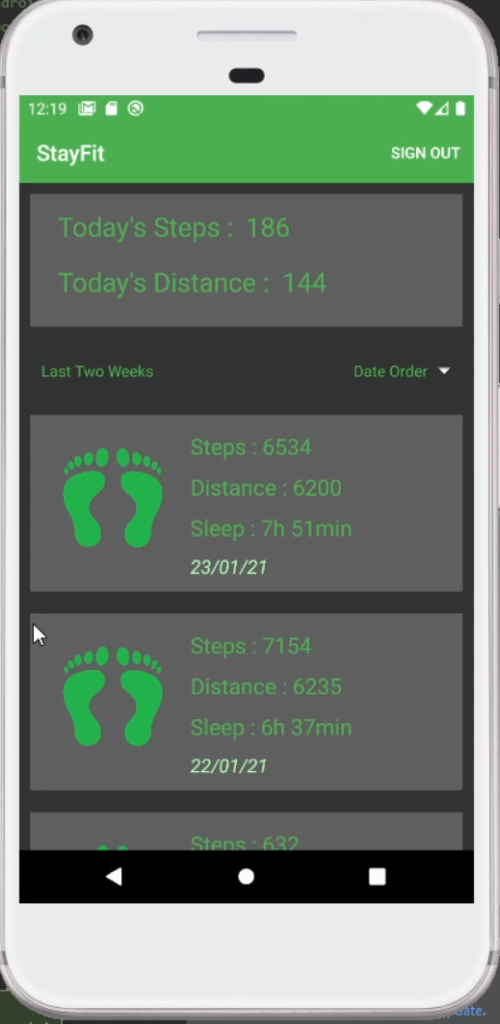 12:19
StayFit SIGN OUT
Today's Steps : 186
Today's Distance : 144
Last Two Weeks Date Order
Steps : 6534
Distance : 6200
Sleep : 7h 51min
23/01/21
Steps : 7154
Distance : 6235
Sleep : 6h 37min
22/01/21
Steps : 632